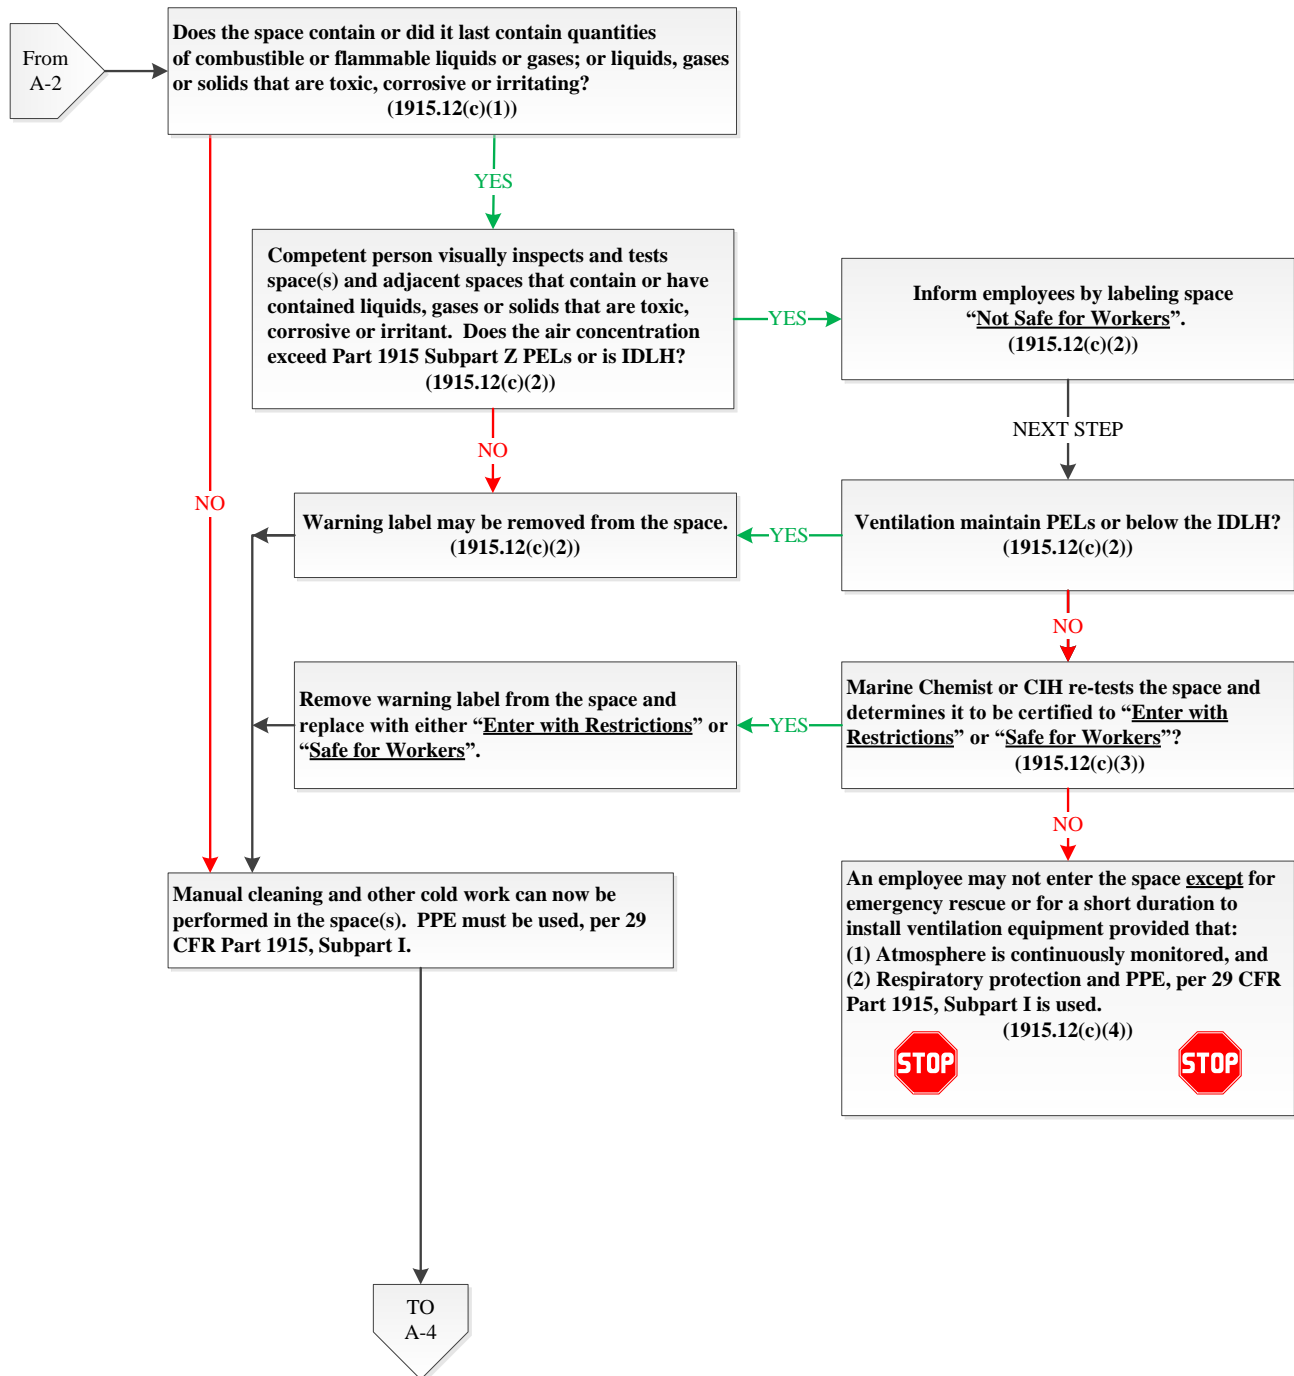 From
A-2
Does the space contain or did it last contain quantities
of combustible or flammable liquids or gases; or liquids, gases
or solids that are toxic, corrosive or irritating?
(1915.12(c)(1))
YES
NO
Competent person visually inspects and tests
space(s) and adjacent spaces that contain or have
contained liquids, gases or solids that are toxic,
corrosive or irritant.  Does the air concentration
exceed Part 1915 Subpart Z PELs or is IDLH?
(1915.12(c)(2))
YES
Inform employees by labeling space
“Not Safe for Workers”.
(1915.12(c)(2))
NO
NEXT STEP
Warning label may be removed from the space.
(1915.12(c)(2))
YES
Ventilation maintain PELs or below the IDLH?
(1915.12(c)(2))
NO
Remove warning label from the space and
replace with either “Enter with Restrictions” or
“Safe for Workers”.
YES
Marine Chemist or CIH re-tests the space and
determines it to be certified to “Enter with
Restrictions” or “Safe for Workers”?
(1915.12(c)(3))
NO
Manual cleaning and other cold work can now be
performed in the space(s).  PPE must be used, per 29
CFR Part 1915, Subpart I.
An employee may not enter the space except for
emergency rescue or for a short duration to
install ventilation equipment provided that:
(1) Atmosphere is continuously monitored, and
(2) Respiratory protection and PPE, per 29 CFR
Part 1915, Subpart I is used.
(1915.12(c)(4))
STOP
STOP
TO
A-4